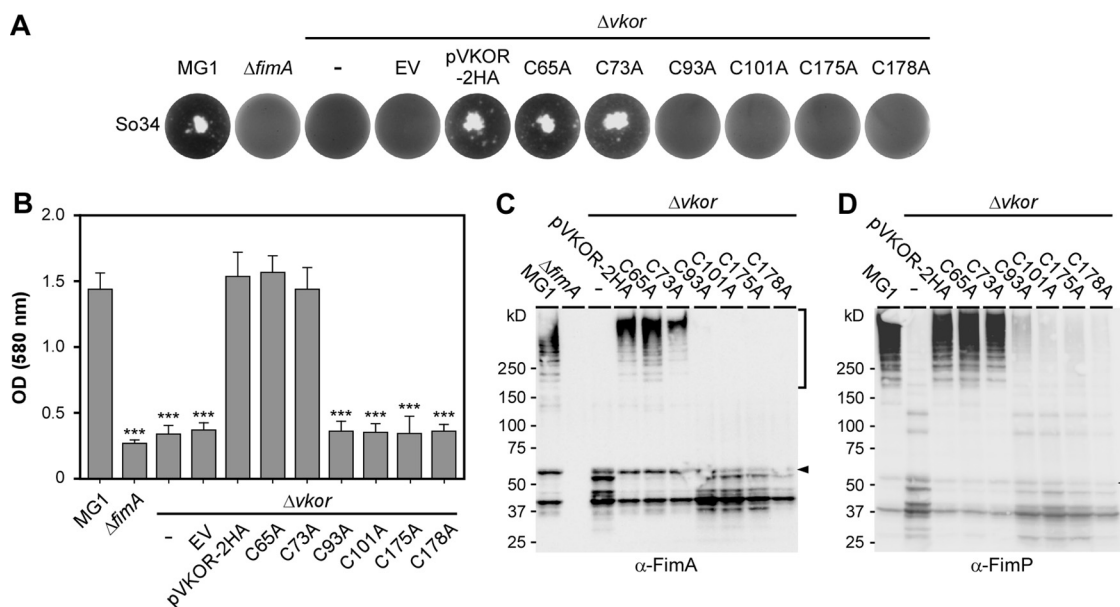 A
Δvkor
MG1 ΔfimA - EV pVKOR-2HA C65A C73A C93A C101A C175A C178A
So34
B
OD (580 nm)
2.0
1.5
1.0
0.5
0
*** *** *** *** *** *** ***
MG1 ΔfimA - EV pVKOR-2HA C65A C73A C93A C101A C175A C178A
Δvkor
C
Δvkor
MG1 ΔfimA - pVKOR-2HA C65A C73A C93A C101A C175A C178A
kD
250
150
100
75
50
37
25
α-FimA
D
Δvkor
MG1 - pVKOR-2HA C65A C73A C93A C101A C175A C178A
kD
250
150
100
75
50
37
25
α-FimP